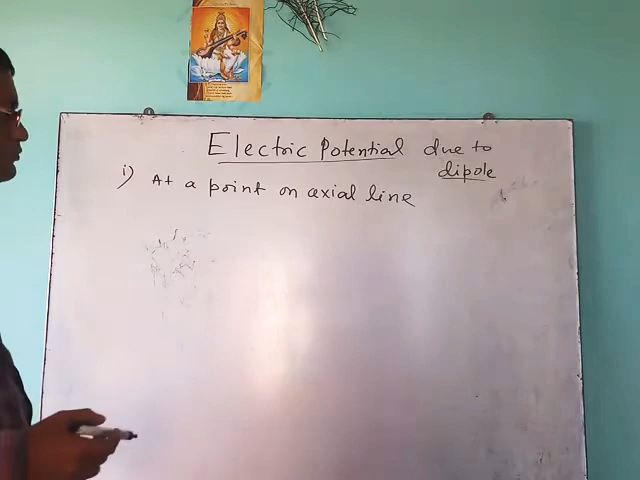 Electric Potential due to
dipole
i) At a point on axial line